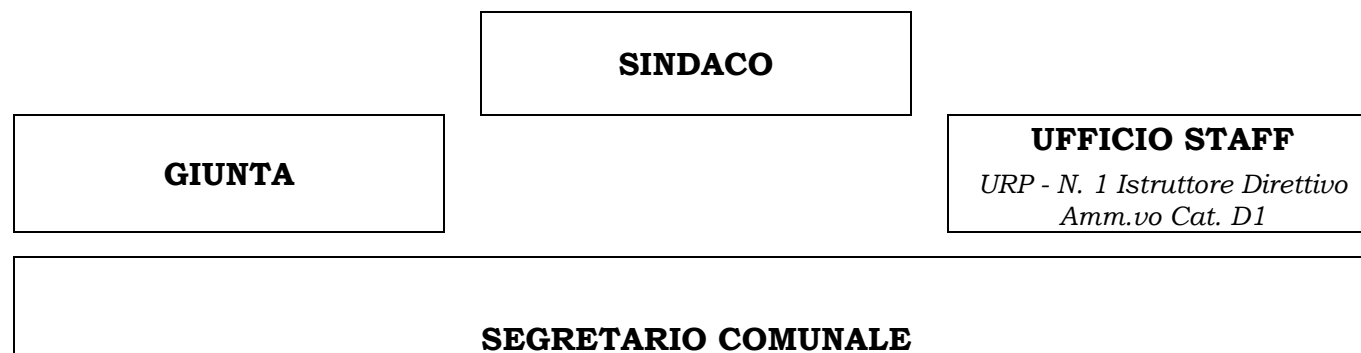 SINDACO
GIUNTA
UFFICIO STAFF
URP - N. 1 Istruttore Direttivo
Amm.vo Cat. D1
SEGRETARIO COMUNALE